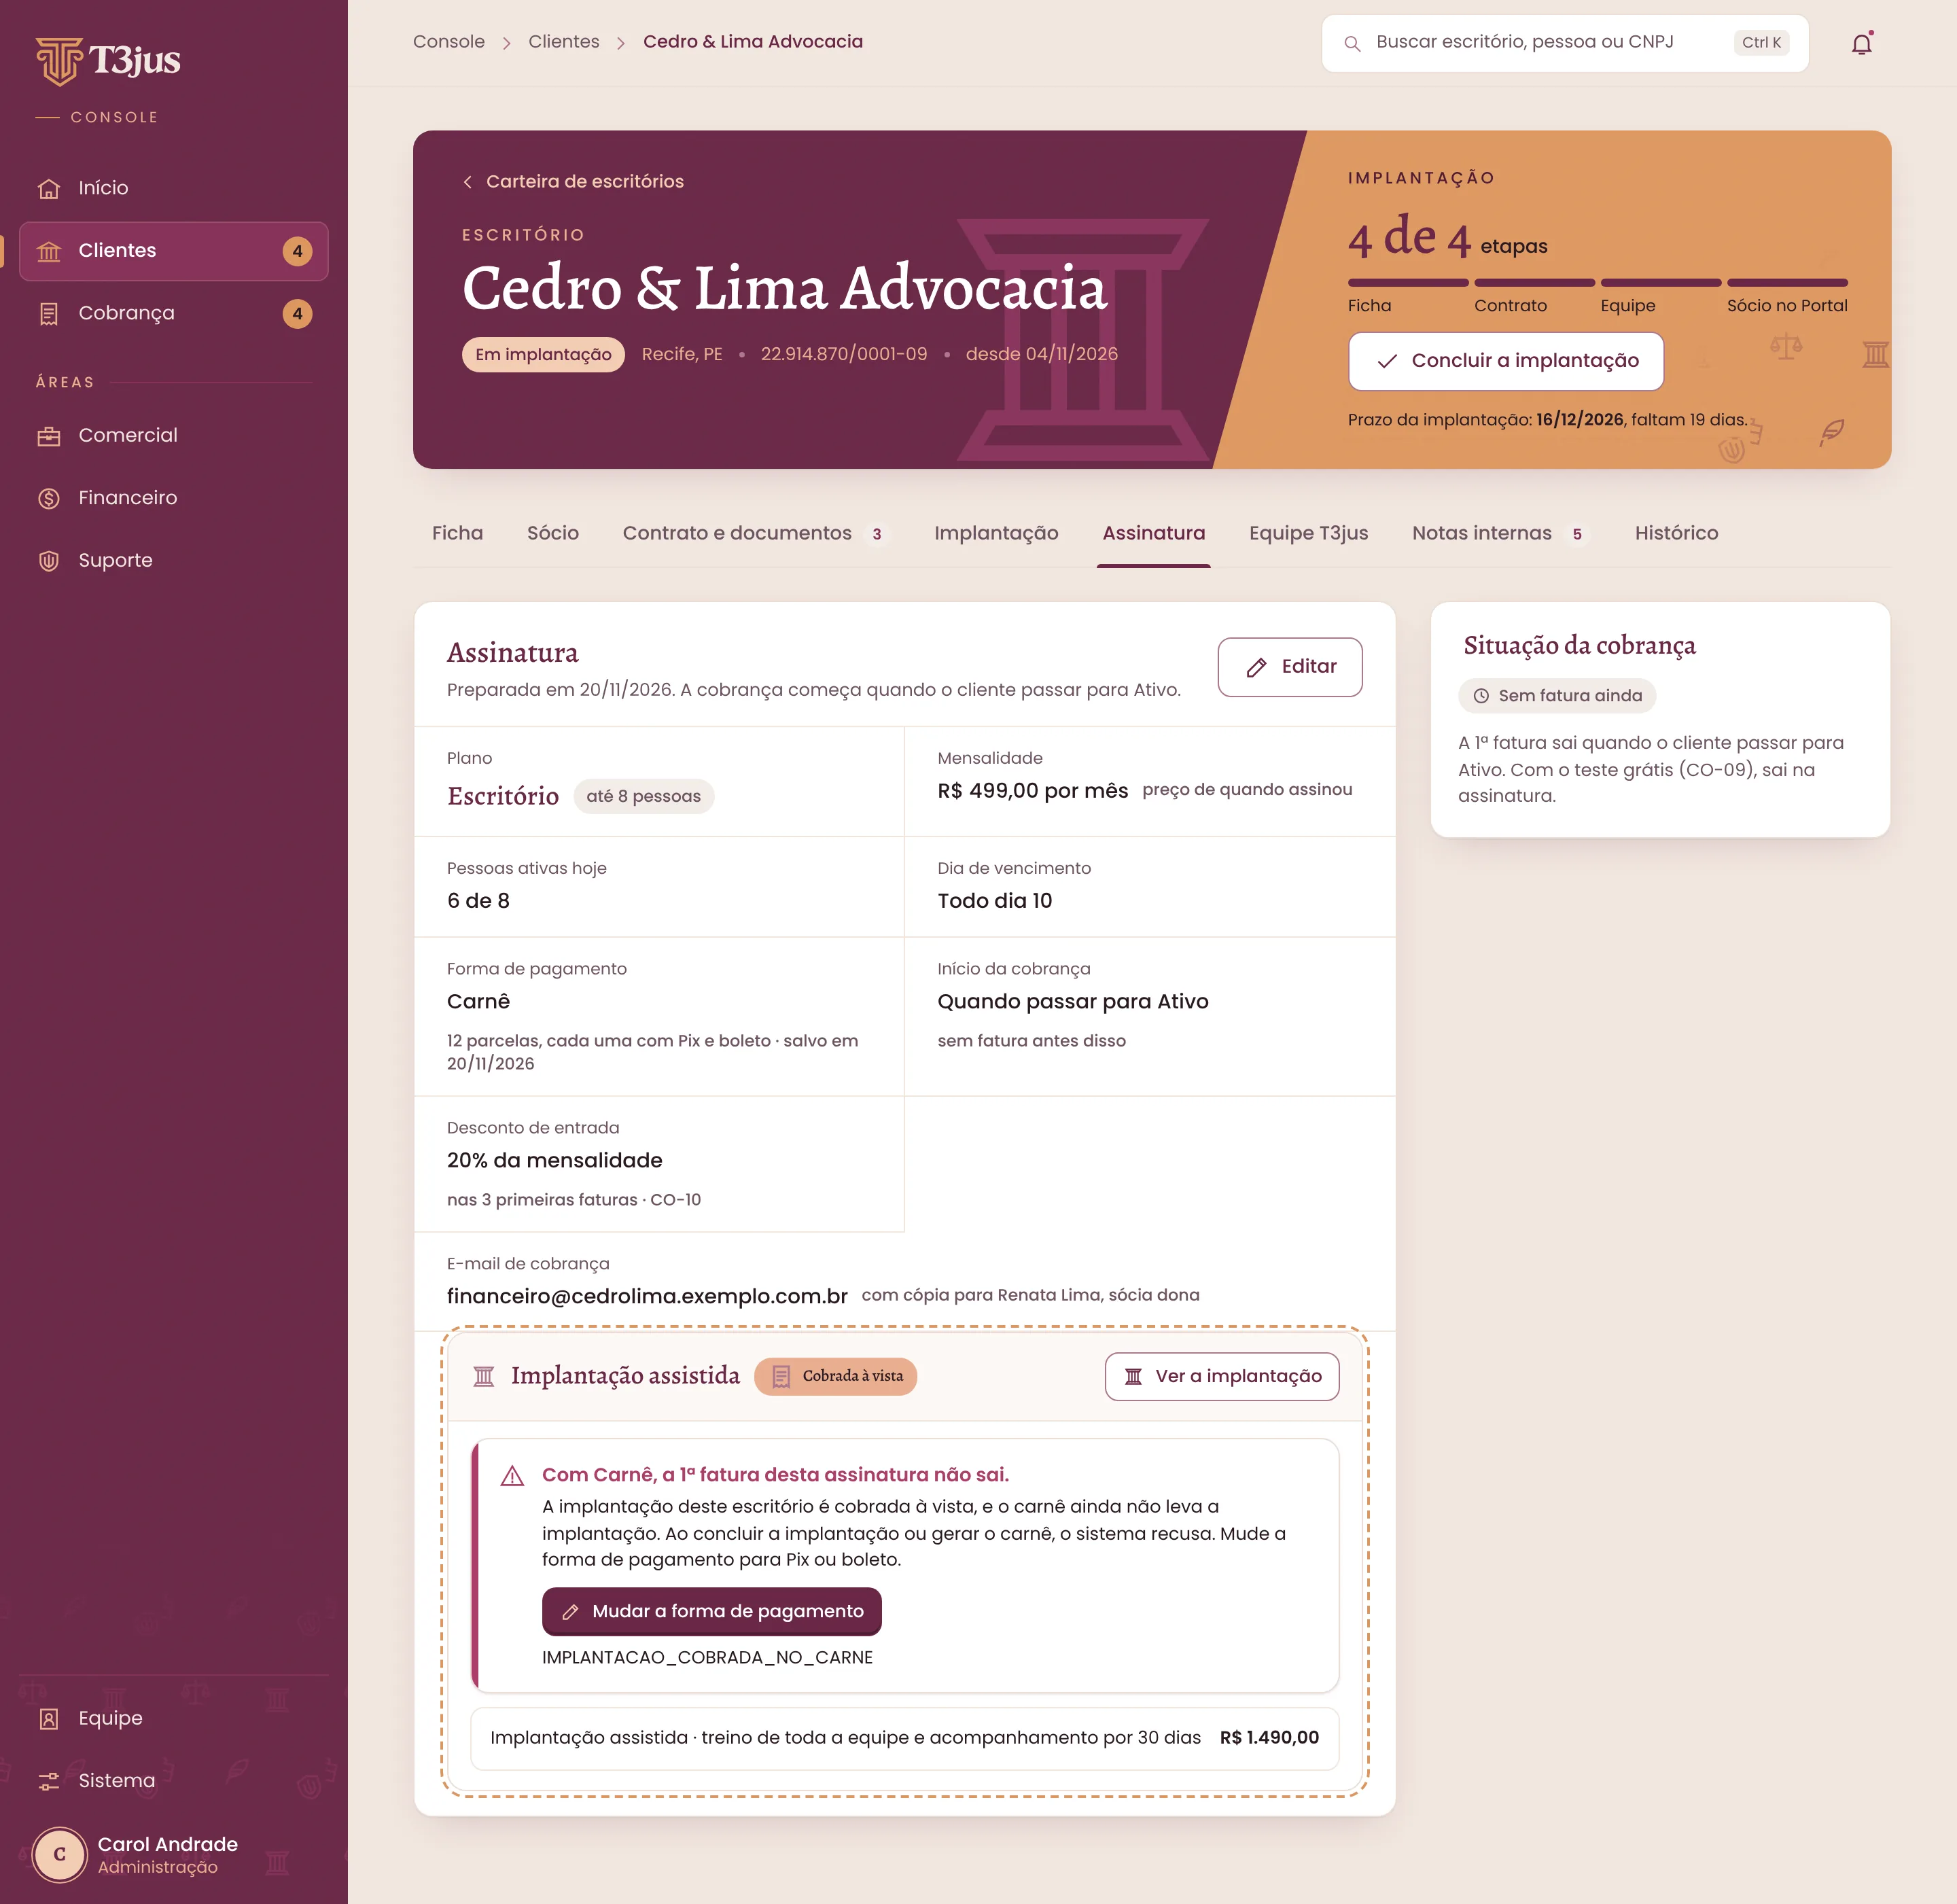 T3jus
CONSOLE
Início
Clientes 4
Cobrança 4
ÁREAS
Comercial
Financeiro
Suporte
Equipe
Sistema
C
Carol Andrade
Administração
Console > Clientes > Cedro & Lima Advocacia
Buscar escritório, pessoa ou CNPJ Ctrl K
Carteira de escritórios
ESCRITÓRIO
Cedro & Lima Advocacia
Em implantação Recife, PE • 22.914.870/0001-09 • desde 04/11/2026
IMPLANTAÇÃO
4 de 4 etapas
Ficha Contrato Equipe Sócio no Portal
Concluir a implantação
Prazo da implantação: 16/12/2026, faltam 19 dias.
Ficha Sócio Contrato e documentos 3 Implantação Assinatura Equipe T3jus Notas internas 5 Histórico
Assinatura
Preparada em 20/11/2026. A cobrança começa quando o cliente passar para Ativo.
Editar
Plano
Escritório até 8 pessoas
Mensalidade
R$ 499,00 por mês preço de quando assinou
Pessoas ativas hoje
6 de 8
Dia de vencimento
Todo dia 10
Forma de pagamento
Carnê
12 parcelas, cada uma com Pix e boleto · salvo em
20/11/2026
Início da cobrança
Quando passar para Ativo
sem fatura antes disso
Desconto de entrada
20% da mensalidade
nas 3 primeiras faturas · CO-10
E-mail de cobrança
financeiro@cedrolima.exemplo.com.br com cópia para Renata Lima, sócia dona
Implantação assistida Cobrada à vista Ver a implantação
Com Carnê, a 1ª fatura desta assinatura não sai.
A implantação deste escritório é cobrada à vista, e o carnê ainda não leva a
implantação. Ao concluir a implantação ou gerar o carnê, o sistema recusa. Mude a
forma de pagamento para Pix ou boleto.
Mudar a forma de pagamento
IMPLANTACAO_COBRADA_NO_CARNE
Implantação assistida · treino de toda a equipe e acompanhamento por 30 dias R$ 1.490,00
Situação da cobrança
Sem fatura ainda
A 1ª fatura sai quando o cliente passar para
Ativo. Com o teste grátis (CO-09), sai na
assinatura.